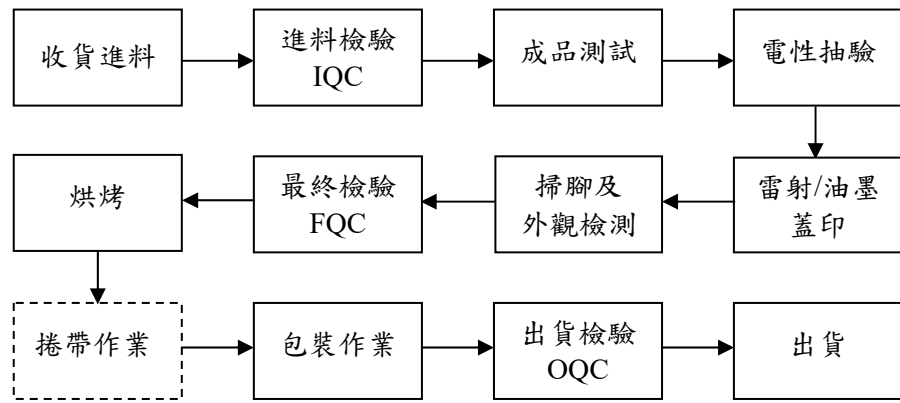 收貨進料
進料檢驗
IQC
成品測試
電性抽驗
雷射/油墨
蓋印
掃腳及
外觀檢測
最終檢驗
FQC
烘烤
捲帶作業
包裝作業
出貨檢驗
OQC
出貨